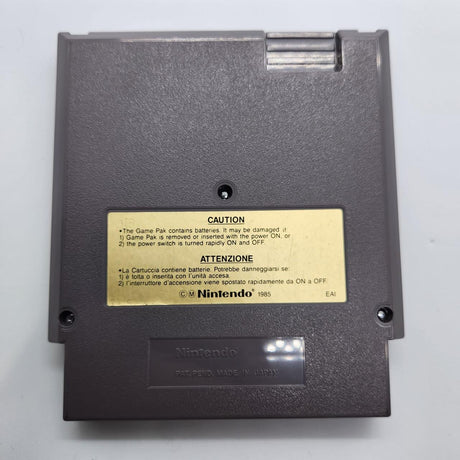 CAUTION
•The Game Pak contains batteries. It may be damaged if
1) Game Pak is removed or inserted with the power ON, or
2) the power switch is turned rapidly ON and OFF.
ATTENZIONE
•La Cartuccia contiene batterie. Potrebbe danneggiarsi se:
1) è tolta o insertita con l'unità accesa.
2) l'interruttore d'accensione viene spostato rapidamente da ON a OFF.
©M Nintendo® 1985 EAI
Nintendo
PAT. PEND. MADE IN JAPAN